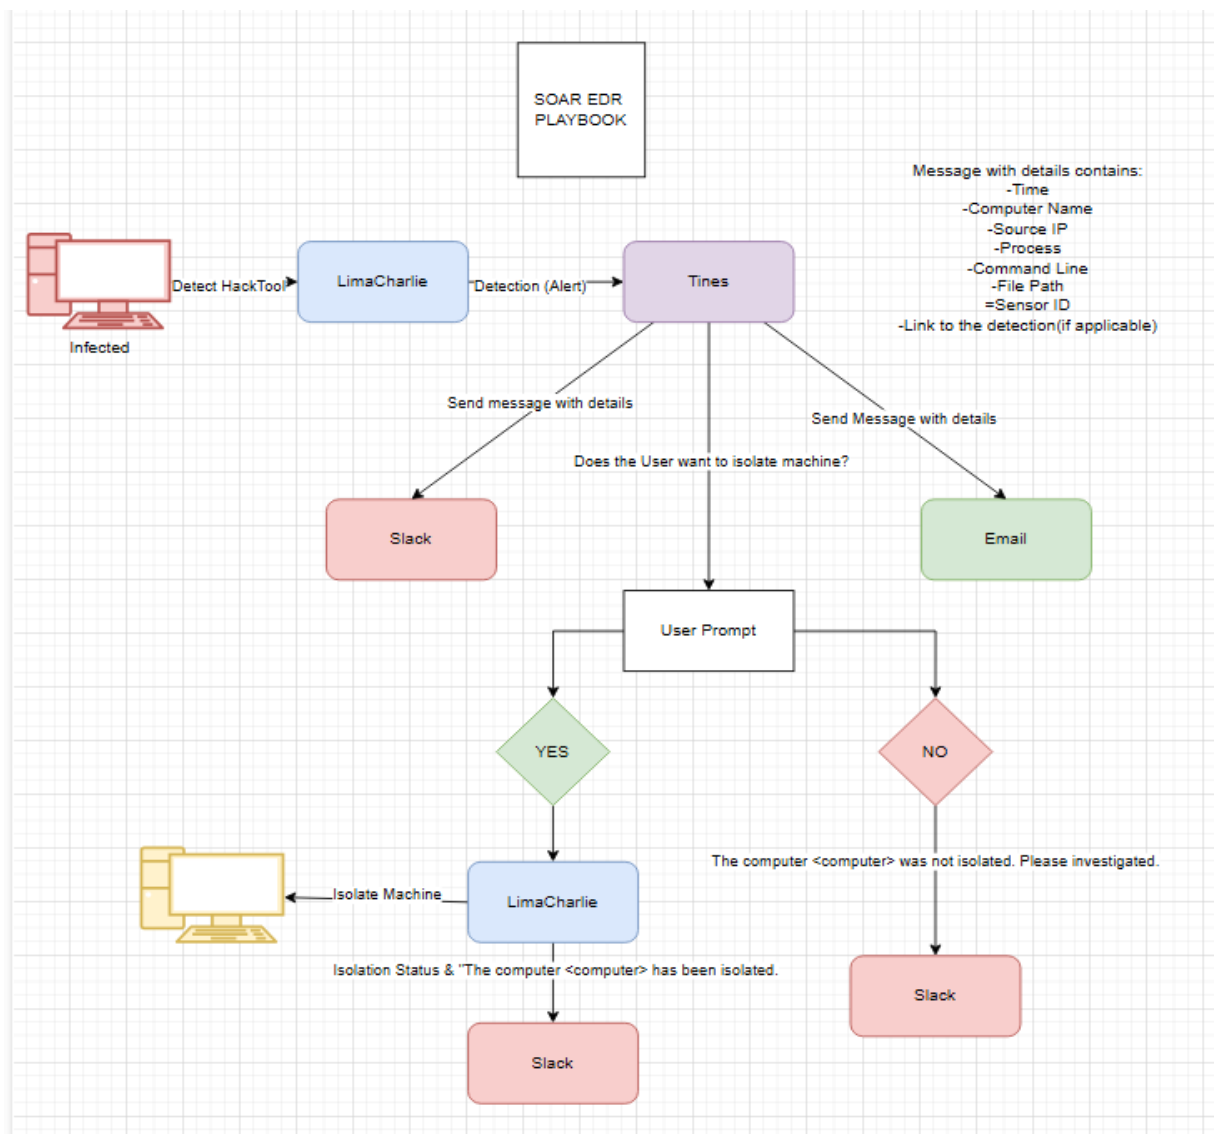 SOAR EDR
PLAYBOOK
Message with details contains:
-Time
-Computer Name
-Source IP
-Process
-Command Line
-File Path
=Sensor ID
-Link to the detection(if applicable)
Infected
Detect HackTool
LimaCharlie
Detection (Alert)
Tines
Send message with details
Does the User want to isolate machine?
Send Message with details
Slack
Email
User Prompt
YES
NO
Isolate Machine
LimaCharlie
The computer <computer> was not isolated. Please investigated.
Isolation Status & "The computer <computer> has been isolated.
Slack
Slack